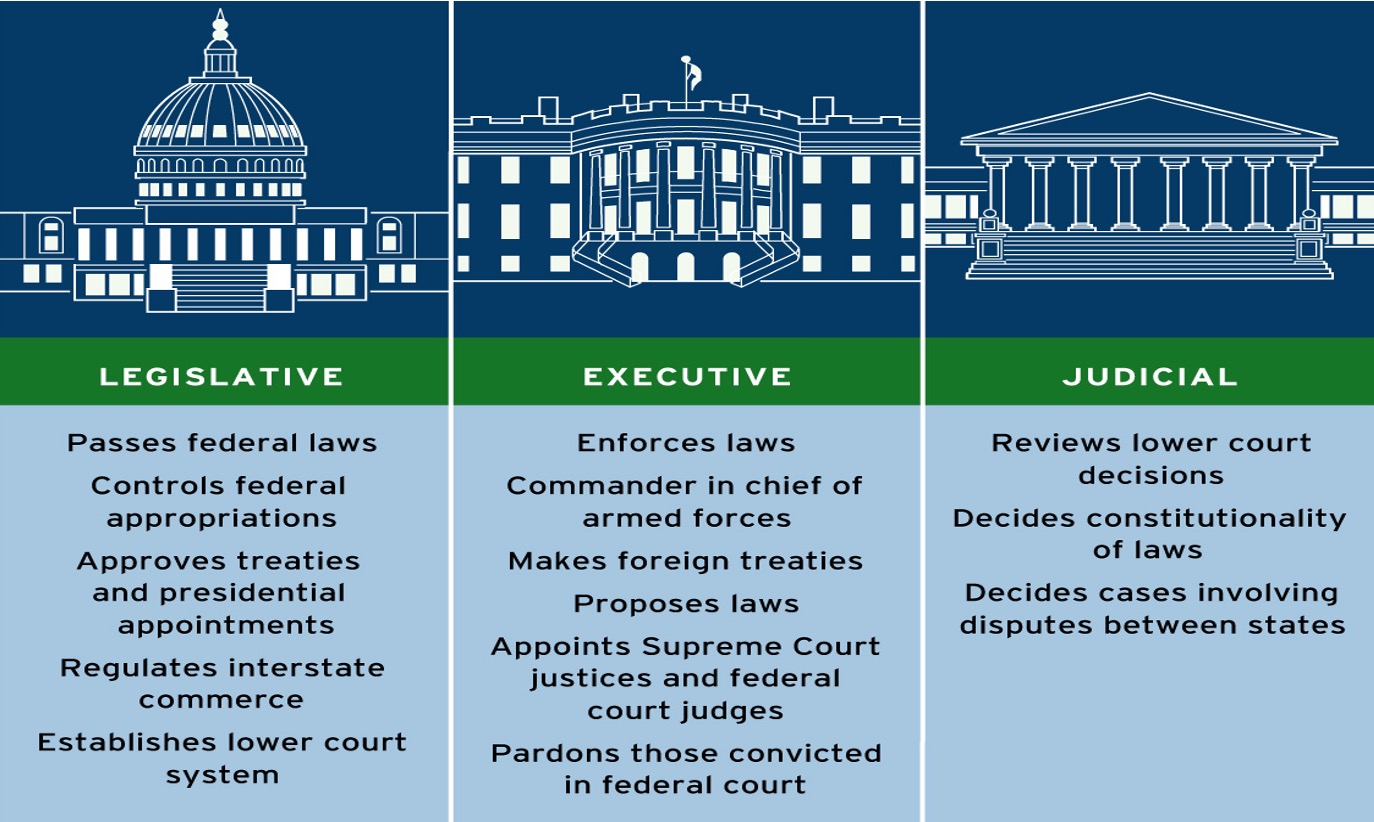 LEGISLATIVE
Passes federal laws
Controls federal
appropriations
Approves treaties
and presidential
appointments
Regulates interstate
commerce
Establishes lower court
system
EXECUTIVE
Enforces laws
Commander in chief of
armed forces
Makes foreign treaties
Proposes laws
Appoints Supreme Court
justices and federal
court judges
Pardons those convicted
in federal court
JUDICIAL
Reviews lower court
decisions
Decides constitutionality
of laws
Decides cases involving
disputes between states